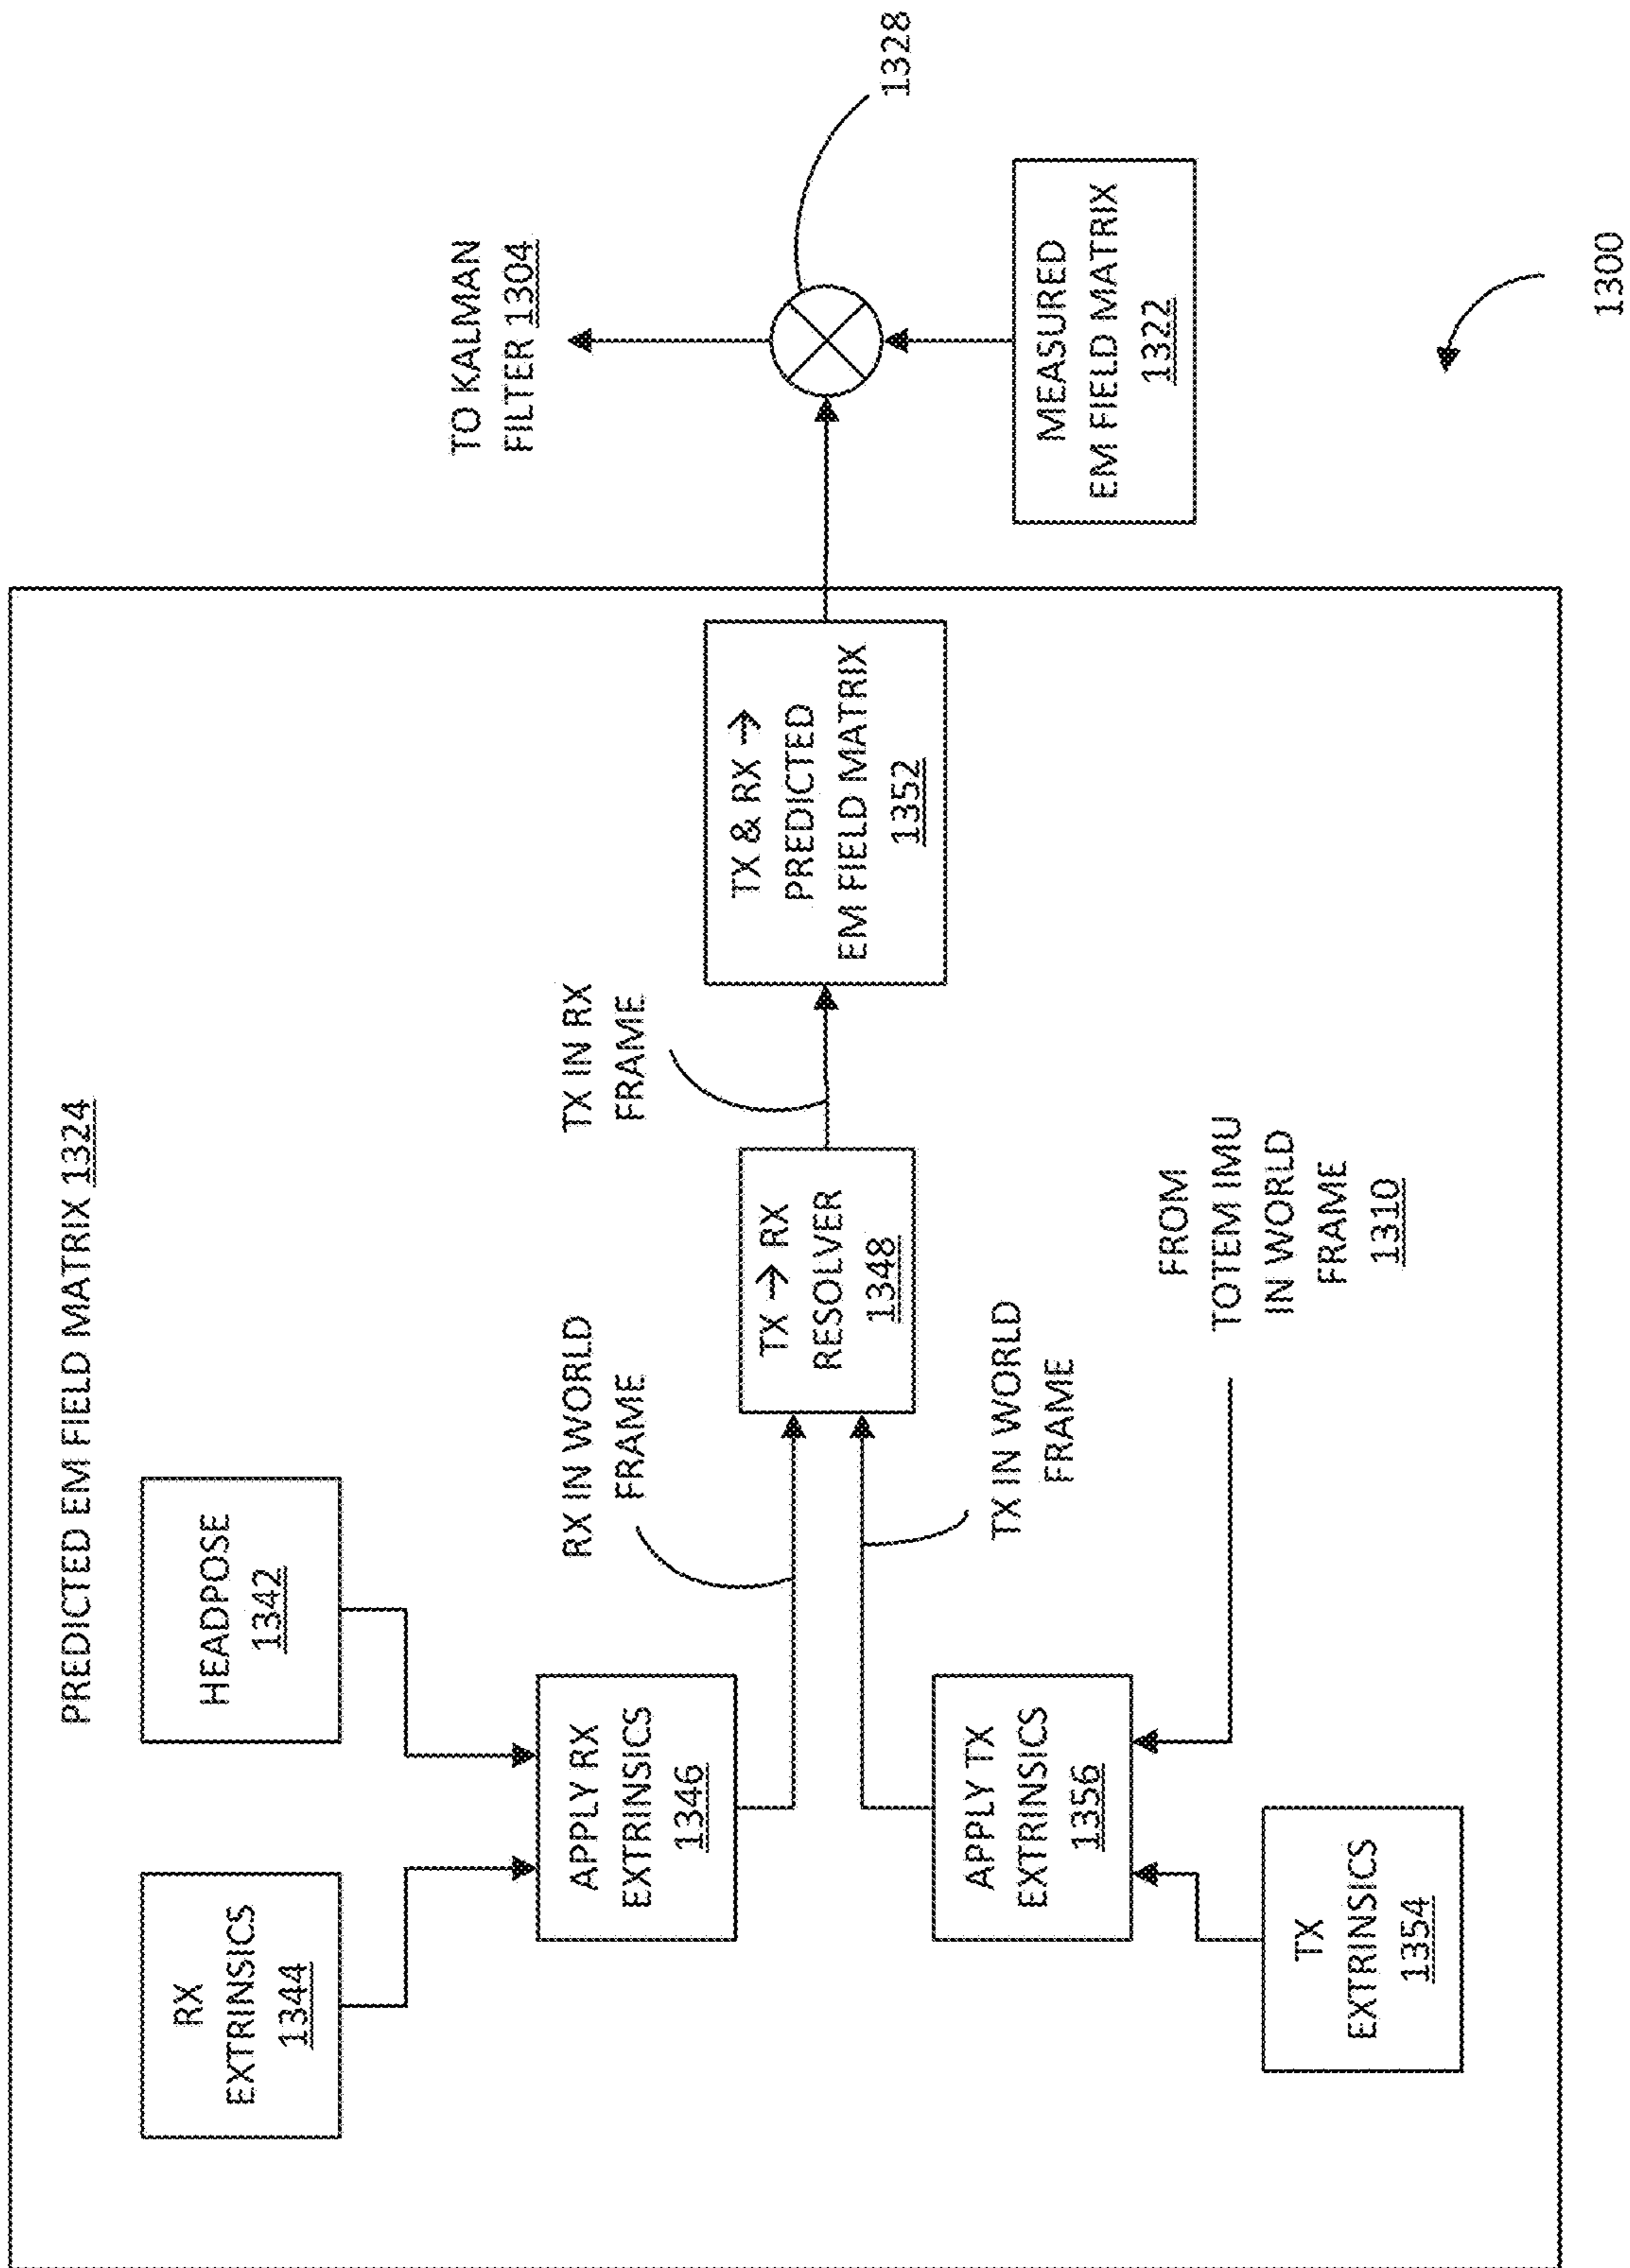 PREDICTED EM FIELD MATRIX 1324
RX
EXTRINSICS
1344
HEADPOSE
1342
APPLY RX
EXTRINSICS
1346
RX IN WORLD
FRAME
TX → RX
RESOLVER
1348
TX IN RX
FRAME
TX & RX →
PREDICTED
EM FIELD MATRIX
1352
TO KALMAN
FILTER 1304
1328
APPLY TX
EXTRINSICS
1356
TX IN WORLD
FRAME
TX
EXTRINSICS
1354
FROM
TOTEM IMU
IN WORLD
FRAME
1310
MEASURED
EM FIELD MATRIX
1322
1300